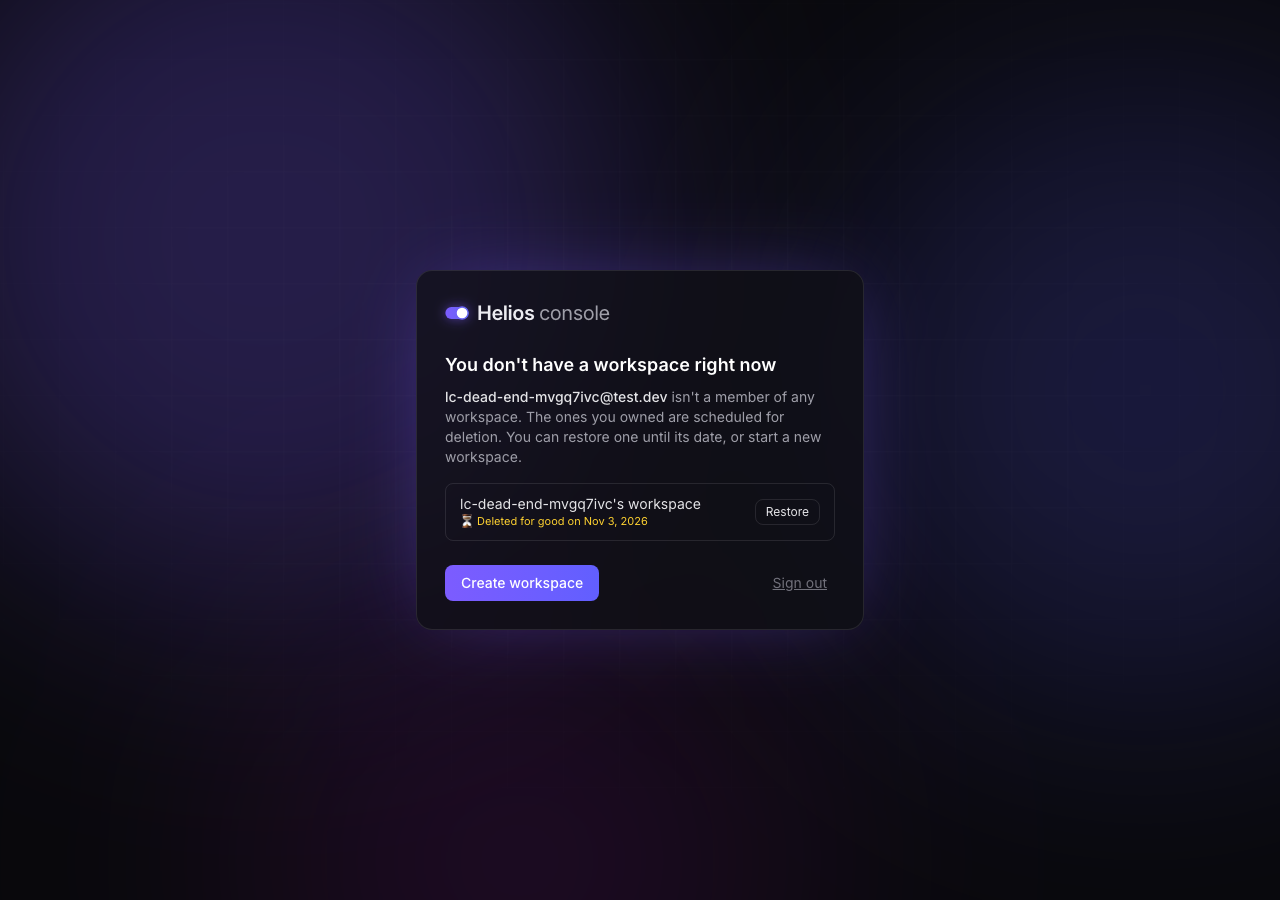 Helios console
You don't have a workspace right now
lc-dead-end-mvgq7ivc@test.dev isn't a member of any
workspace. The ones you owned are scheduled for
deletion. You can restore one until its date, or start a new
workspace.
lc-dead-end-mvgq7ivc's workspace
⏳ Deleted for good on Nov 3, 2026
Restore
Create workspace
Sign out